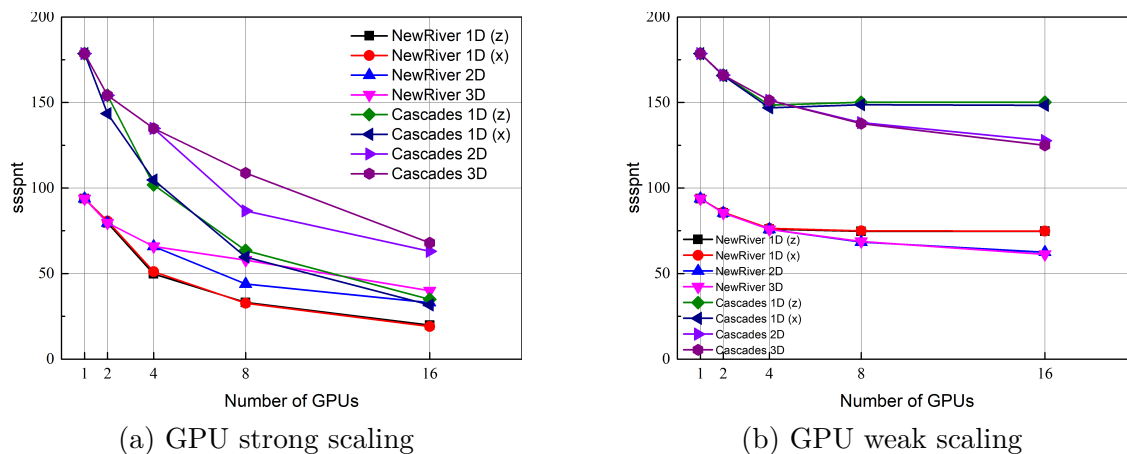 200
150
100
50
0
ssspnt
NewRiver 1D (z)
NewRiver 1D (x)
NewRiver 2D
NewRiver 3D
Cascades 1D (z)
Cascades 1D (x)
Cascades 2D
Cascades 3D
1 2 4 8 16
Number of GPUs
(a) GPU strong scaling
200
150
100
50
0
ssspnt
NewRiver 1D (z)
NewRiver 1D (x)
NewRiver 2D
NewRiver 3D
Cascades 1D (z)
Cascades 1D (x)
Cascades 2D
Cascades 3D
1 2 4 8 16
Number of GPUs
(b) GPU weak scaling